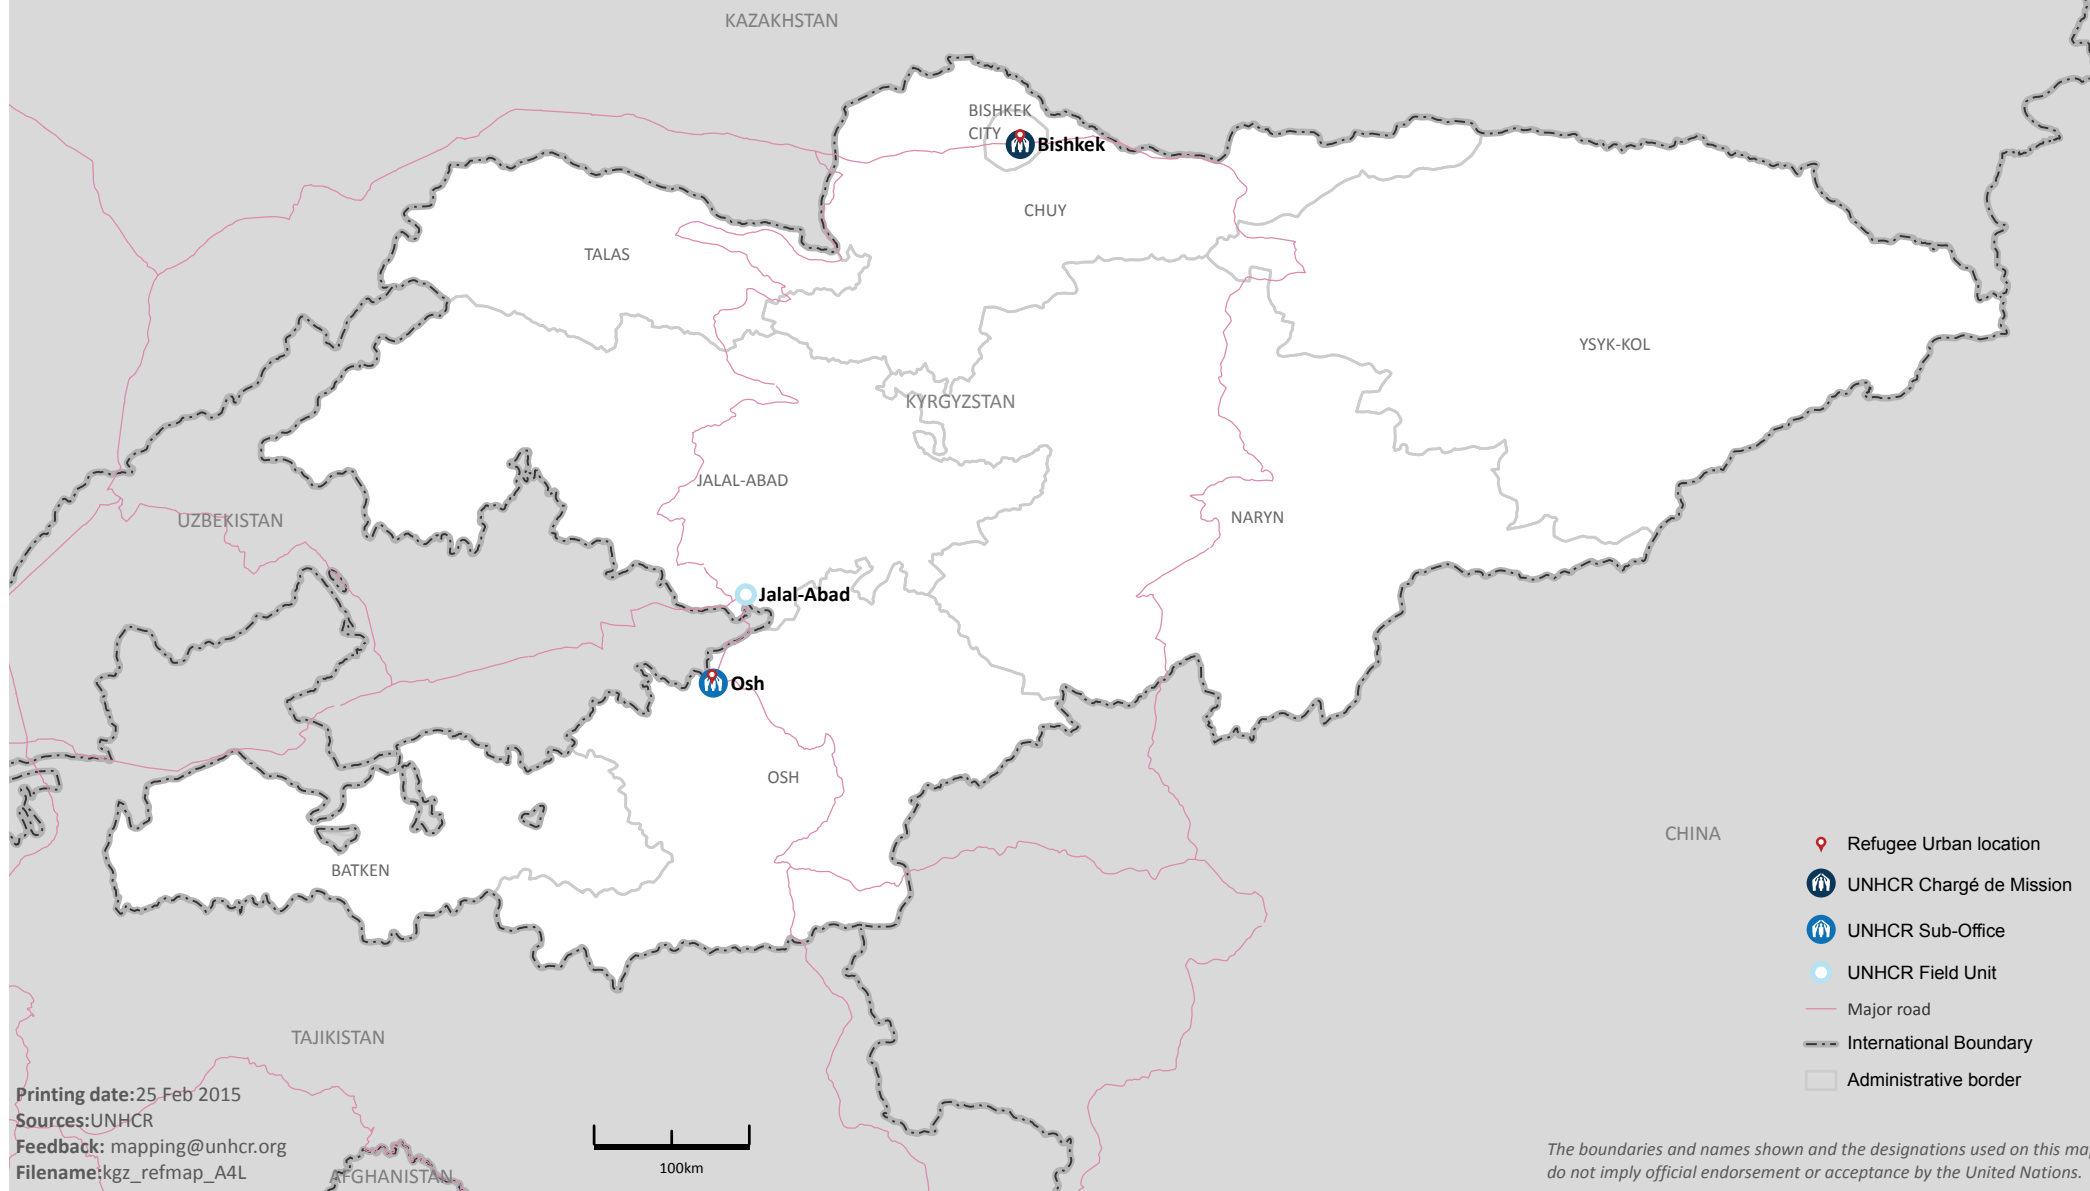 KAZAKHSTAN
BISHKEK
CITY
Bishkek
CHUY
TALAS
YSYK-KOL
KYRGYZSTAN
JALAL-ABAD
UZBEKISTAN
NARYN
Jalal-Abad
Osh
OSH
CHINA
BATKEN
TAJIKISTAN
AFGHANISTAN
Refugee Urban location
UNHCR Chargé de Mission
UNHCR Sub-Office
UNHCR Field Unit
Major road
International Boundary
Administrative border
Printing date:25 Feb 2015
Sources:UNHCR
Feedback: mapping@unhcr.org
Filename:kgz_refmap_A4L
100km
The boundaries and names shown and the designations used on this ma
do not imply official endorsement or acceptance by the United Nations.